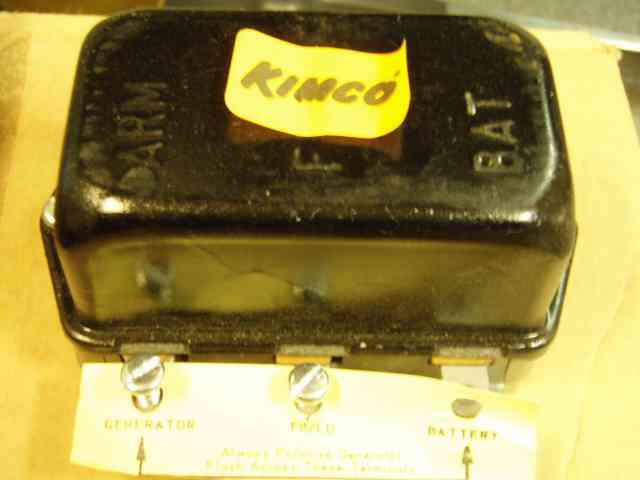 KIMCO
ARM
F
BAT
GENERATOR
FIELD
BATTERY
Always Polarize Generator
Flash Across These Terminals